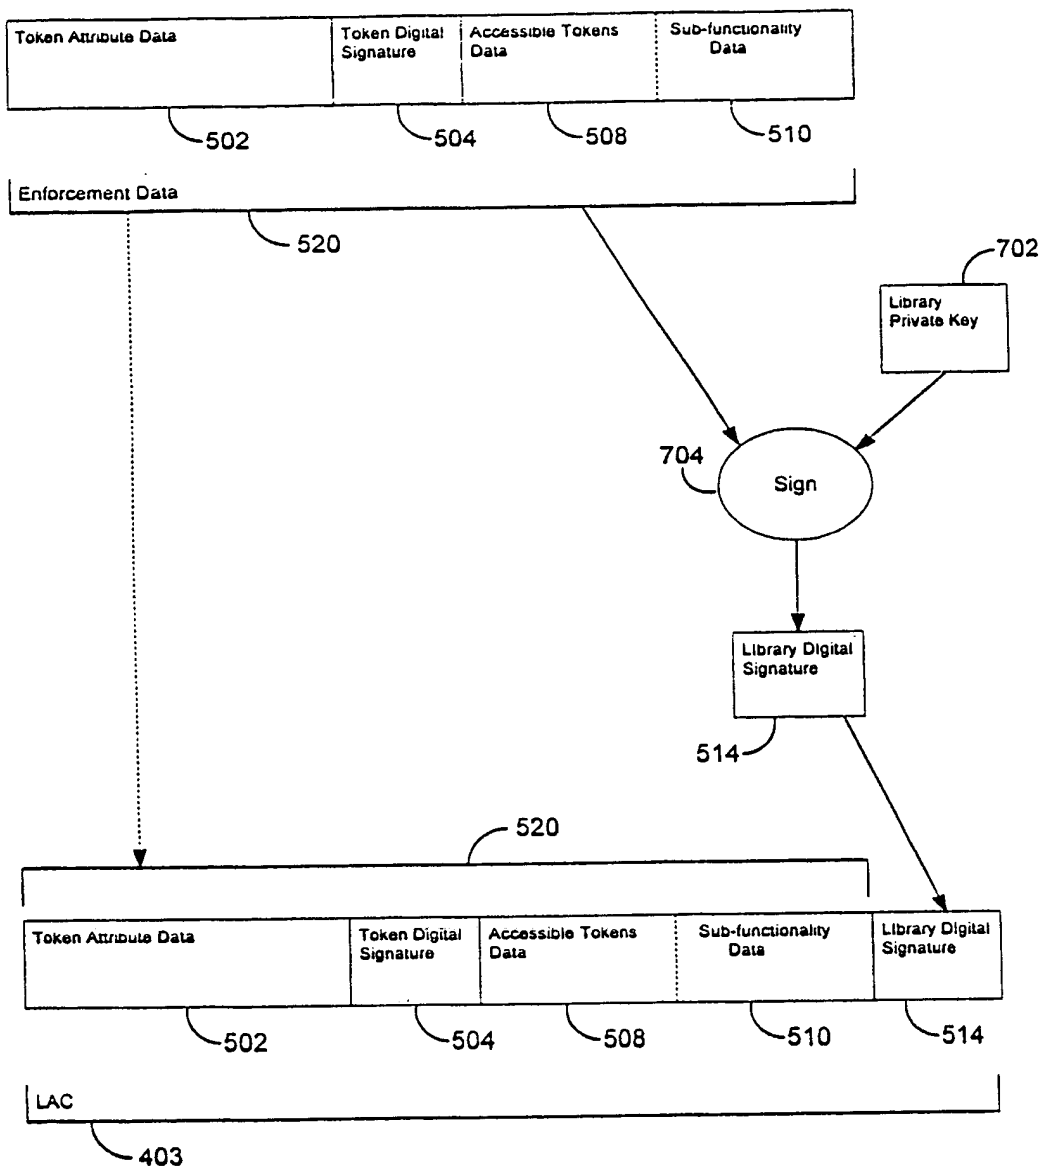 Token Attribute Data
Token Digital
Signature
Accessible Tokens
Data
Sub-functionality
Data
502
504
508
510
Enforcement Data
520
702
Library
Private Key
704
Sign
Library Digital
Signature
514
520
Token Attribute Data
Token Digital
Signature
Accessible Tokens
Data
Sub-functionality
Data
Library Digital
Signature
502
504
508
510
514
LAC
403